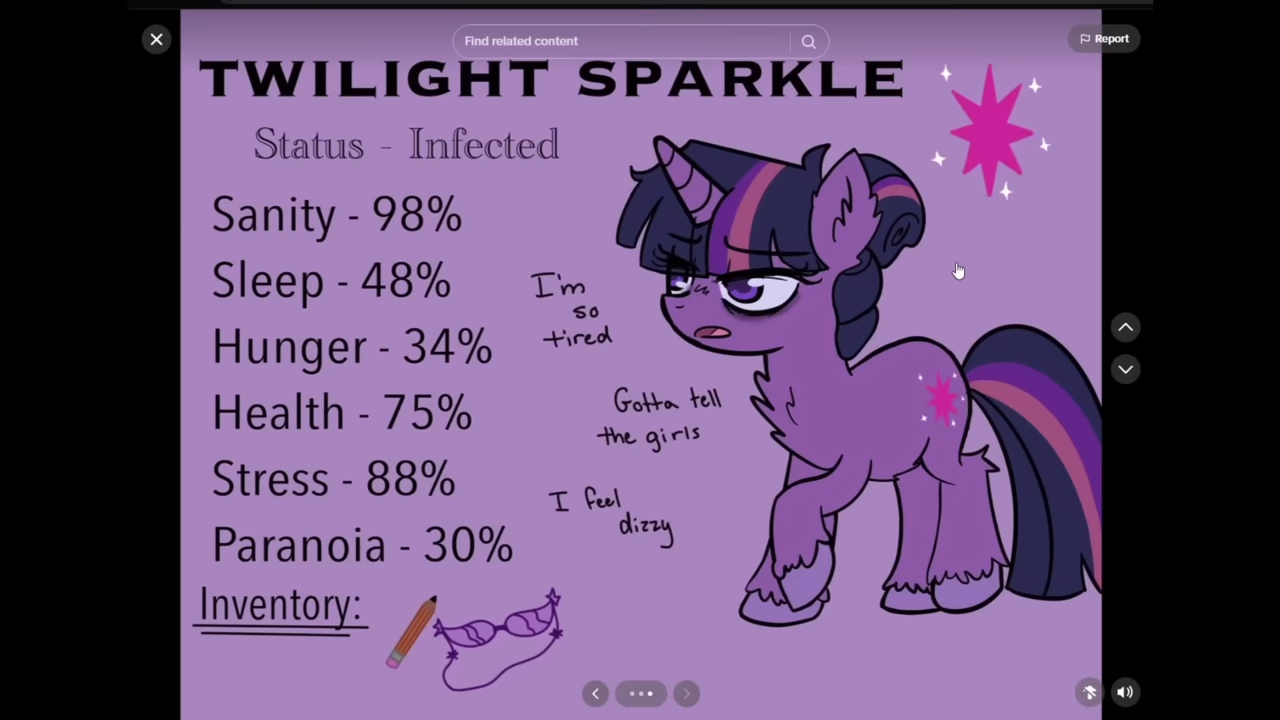 Find related content
Report
TWILIGHT SPARKLE
Status - Infected
Sanity - 98%
Sleep - 48%
Hunger - 34%
Health - 75%
Stress - 88%
Paranoia - 30%
Inventory:
I'm
so
tired
Gotta tell
the girls
I feel
dizzy